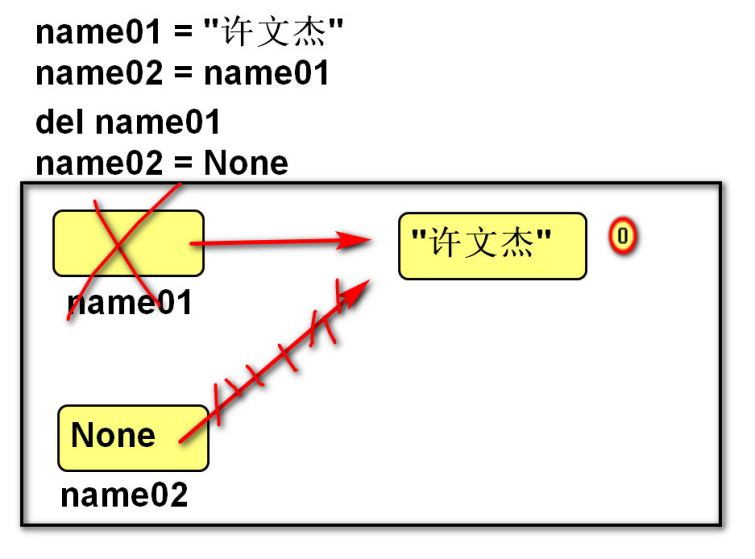 name01 = "许文杰"
name02 = name01
del name01
name02 = None
"许文杰" 0
name01
None
name02